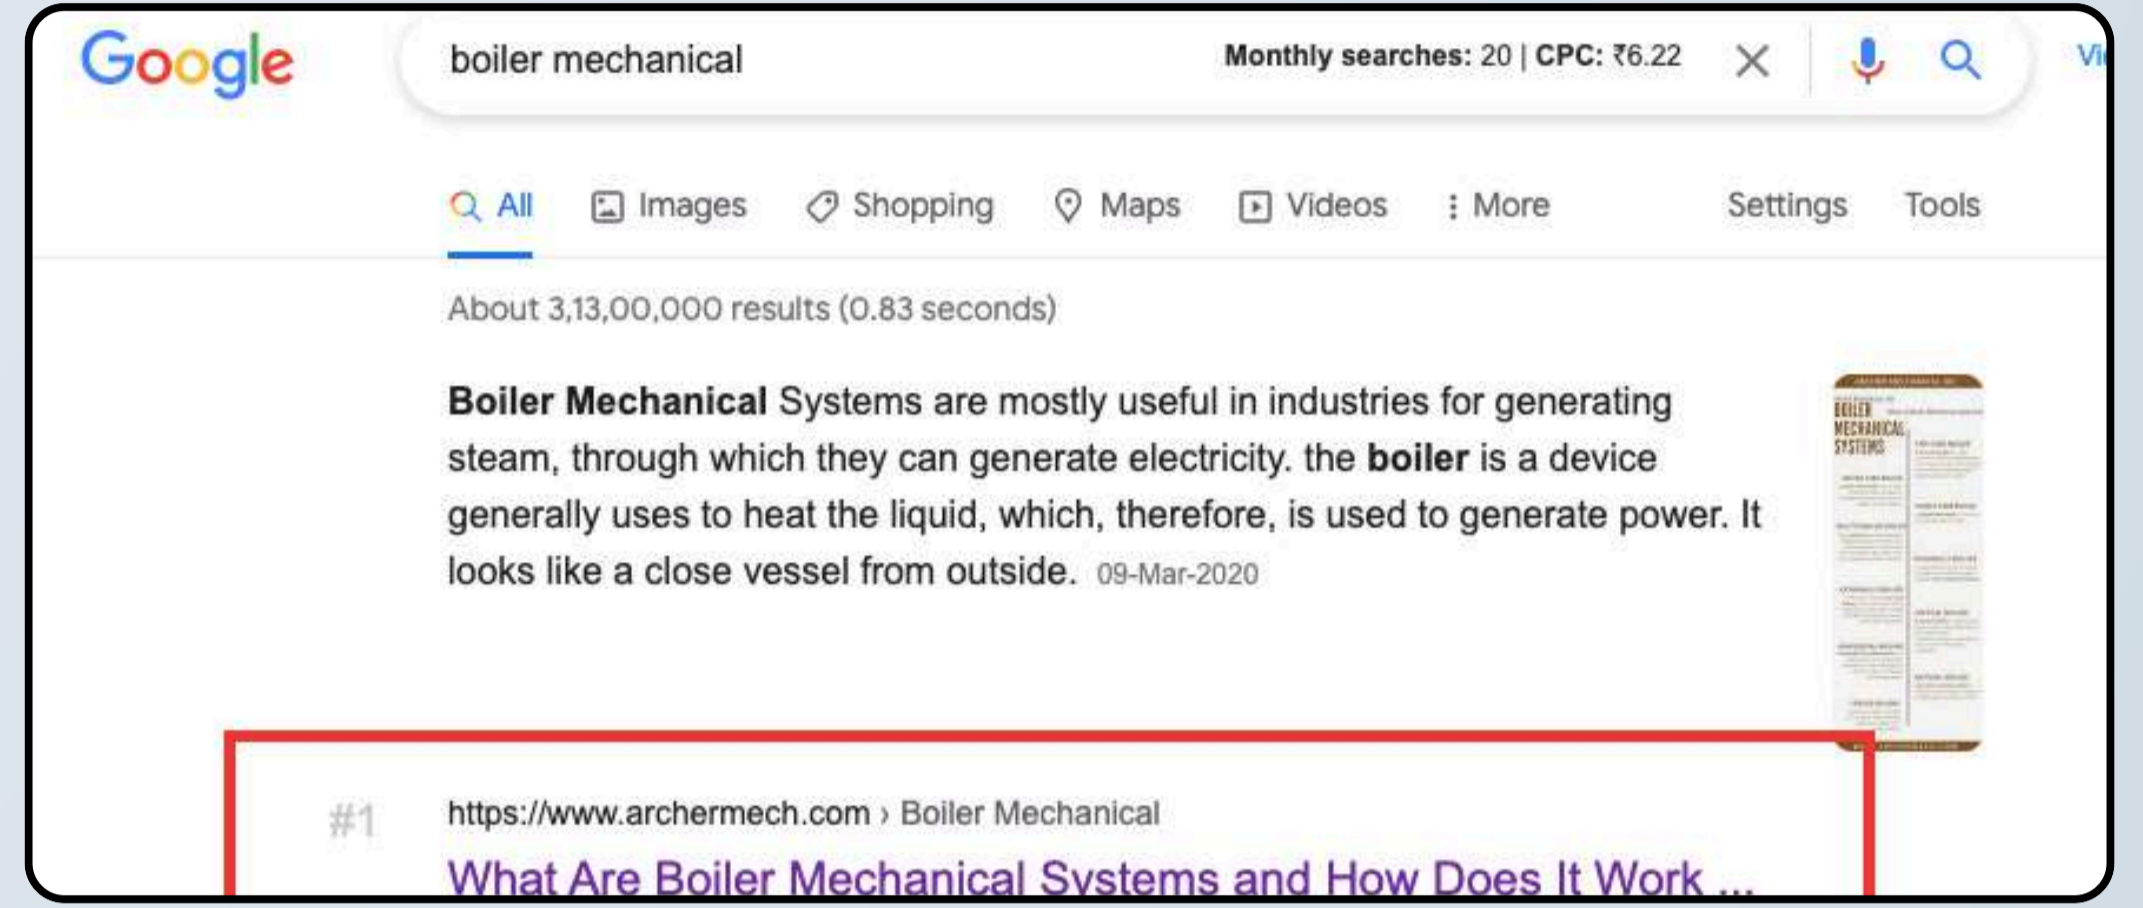 Google
boiler mechanical
Monthly searches: 20 | CPC: ₹6.22
All
Images
Shopping
Maps
Videos
More
Settings
Tools
About 3,13,00,000 results (0.83 seconds)
Boiler Mechanical Systems are mostly useful in industries for generating
steam, through which they can generate electricity. the boiler is a device
generally uses to heat the liquid, which, therefore, is used to generate power. It
looks like a close vessel from outside. 09-Mar-2020
BOILER
MECHANICAL
SYSTEMS
#1
https://www.archermech.com › Boiler Mechanical
What Are Boiler Mechanical Systems and How Does It Work ...